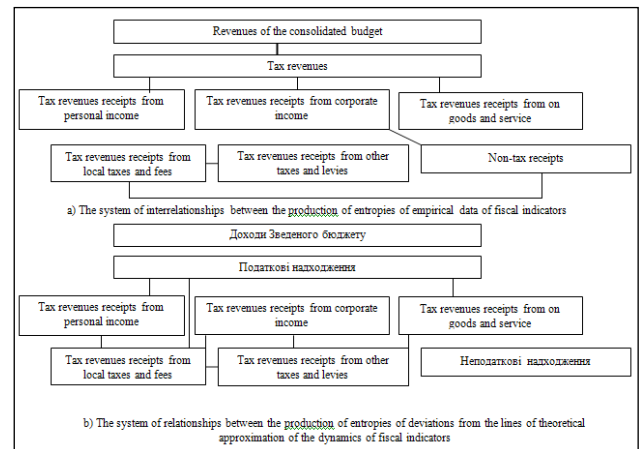 Revenues of the consolidated budget
Tax revenues
Tax revenues receipts from
personal income
Tax revenues receipts from corporate
income
Tax revenues receipts from on
goods and service
Tax revenues receipts from
local taxes and fees
Tax revenues receipts from other
taxes and levies
Non-tax receipts
a) The system of interrelationships between the production of entropies of empirical data of fiscal indicators
Доходи Зведеного бюджету
Податкові надходження
Tax revenues receipts from
personal income
Tax revenues receipts from corporate
income
Tax revenues receipts from on
goods and service
Tax revenues receipts from
local taxes and fees
Tax revenues receipts from other
taxes and levies
Неподаткові надходження
b) The system of relationships between the production of entropies of deviations from the lines of theoretical
approximation of the dynamics of fiscal indicators